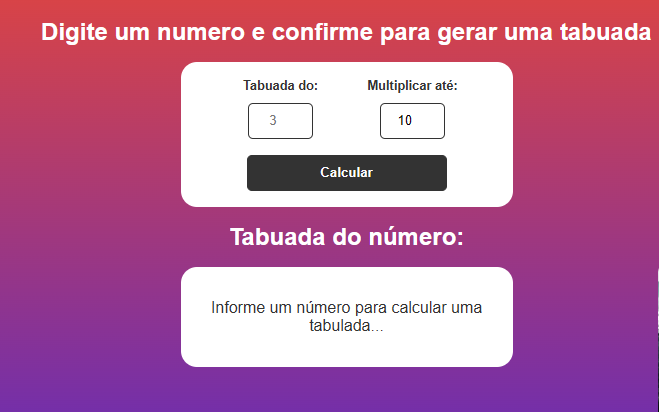 Digite um numero e confirme para gerar uma tabuada
Tabuada do: Multiplicar até:
3 10
Calcular
Tabuada do número:
Informe um número para calcular uma
tabulada...